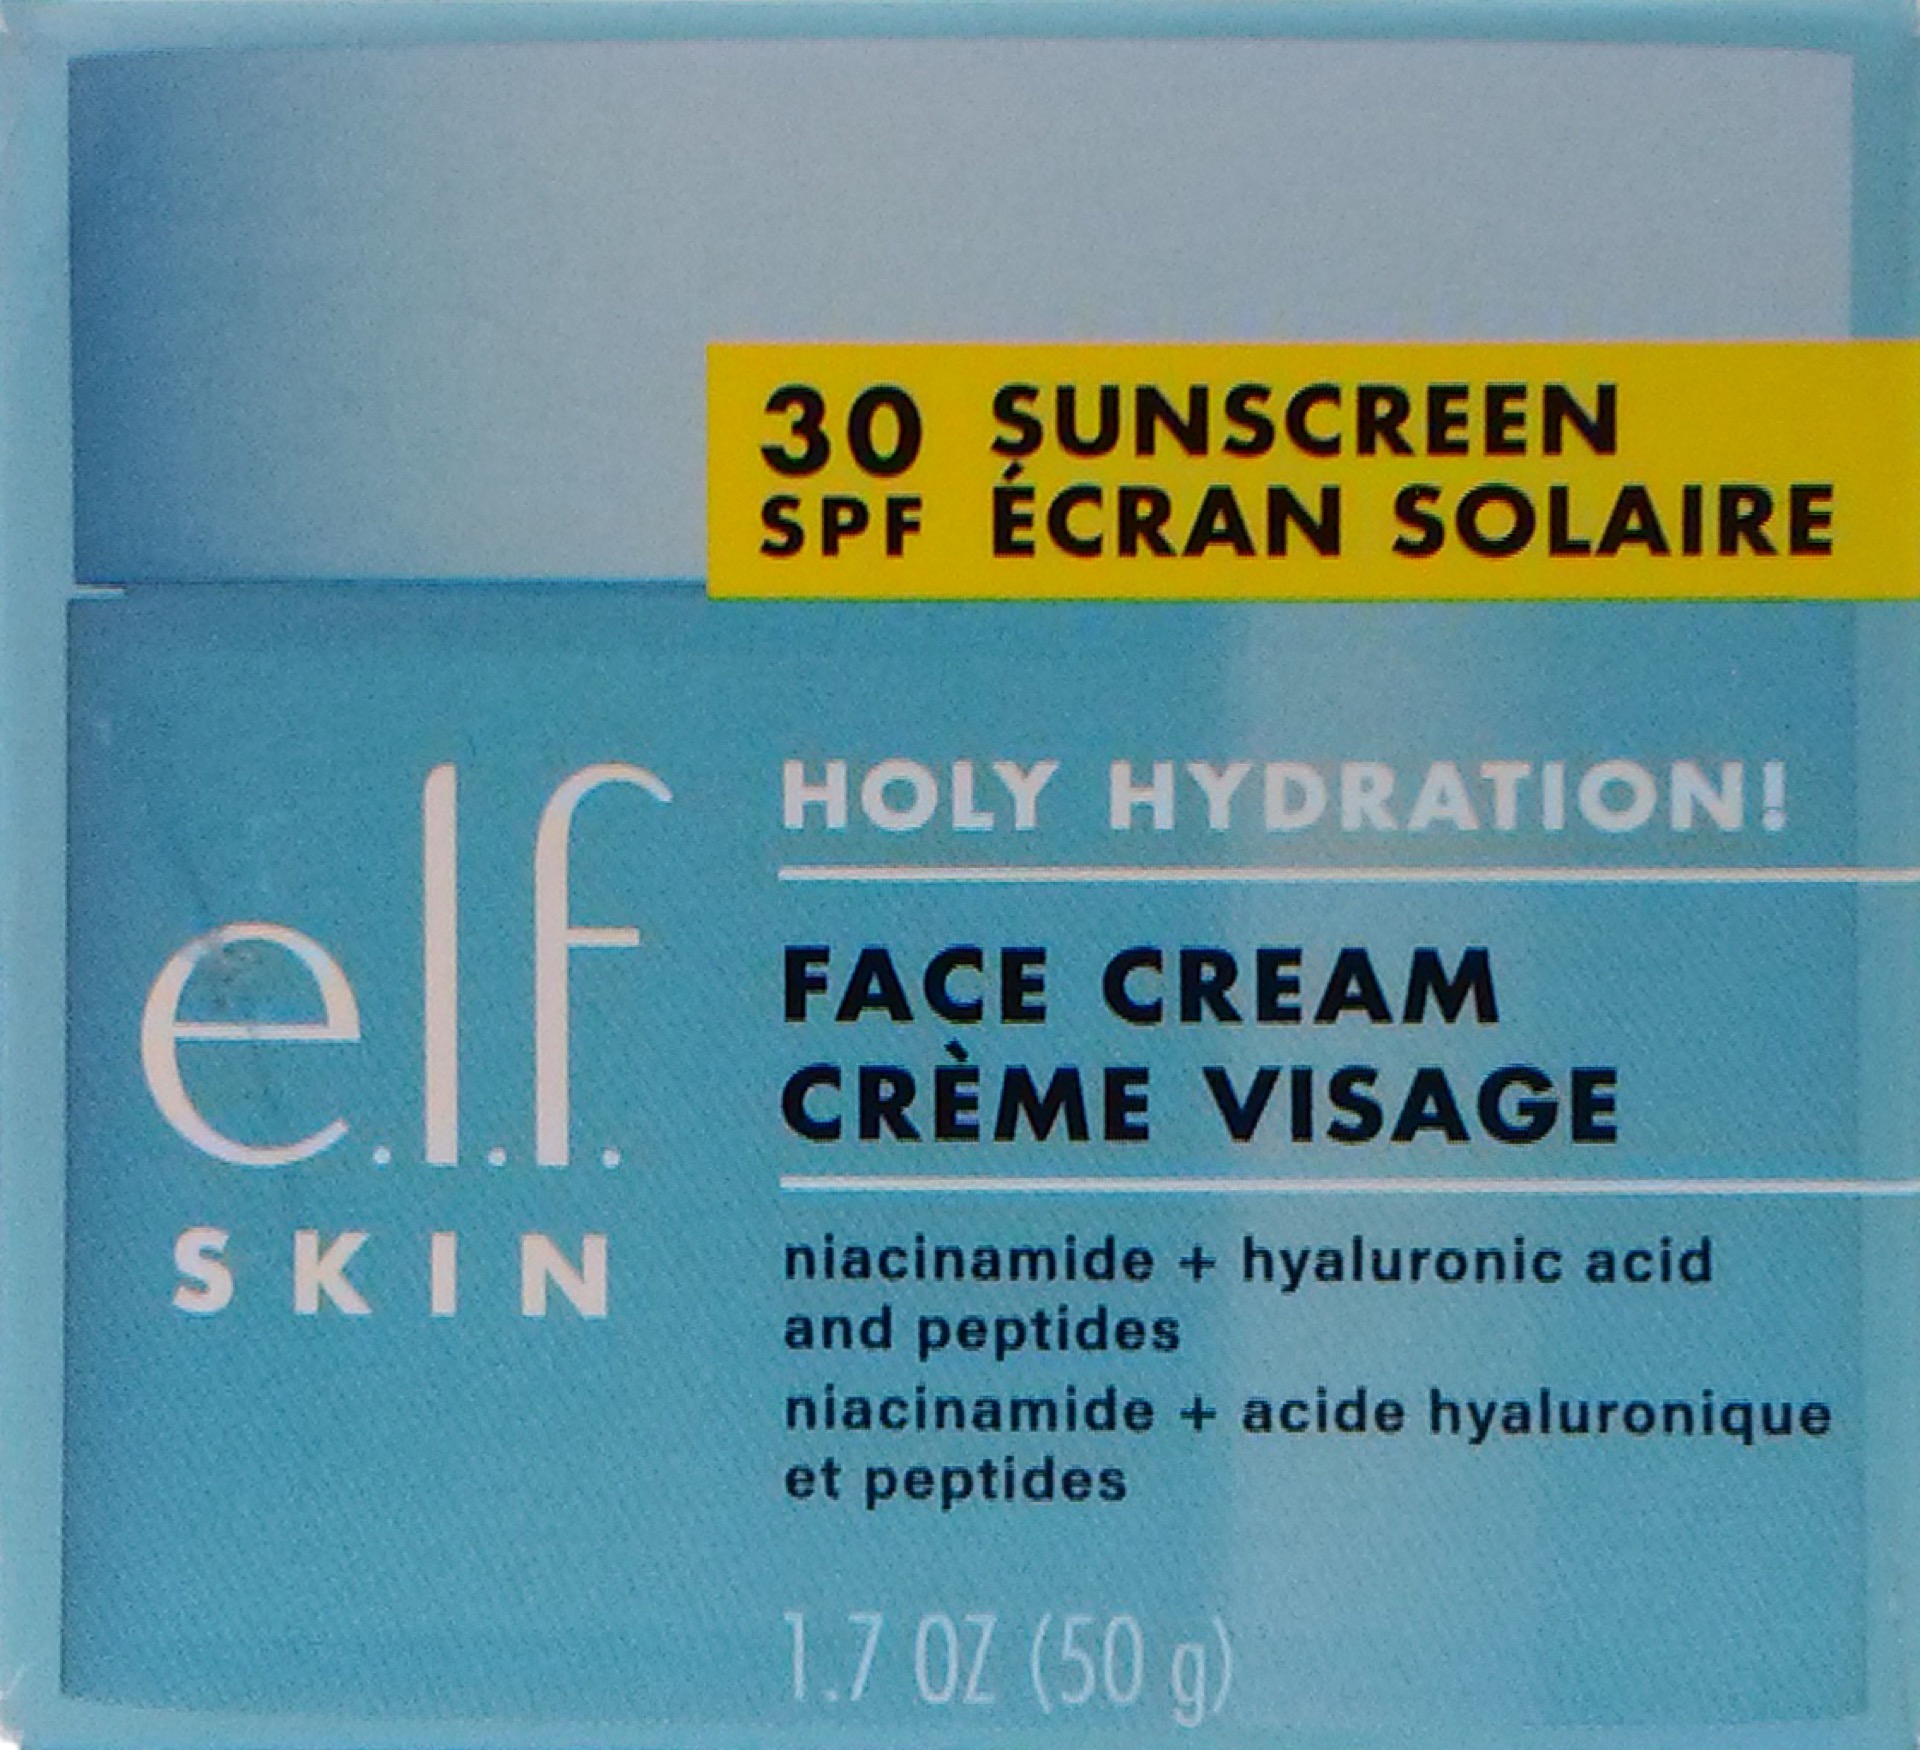 30 SUNSCREEN
SPF ÉCRAN SOLAIRE
e.l.f.
SKIN
HOLY HYDRATION!
FACE CREAM
CRÈME VISAGE
niacinamide + hyaluronic acid
and peptides
niacinamide + acide hyaluronique
et peptides
1.7 OZ (50 g)